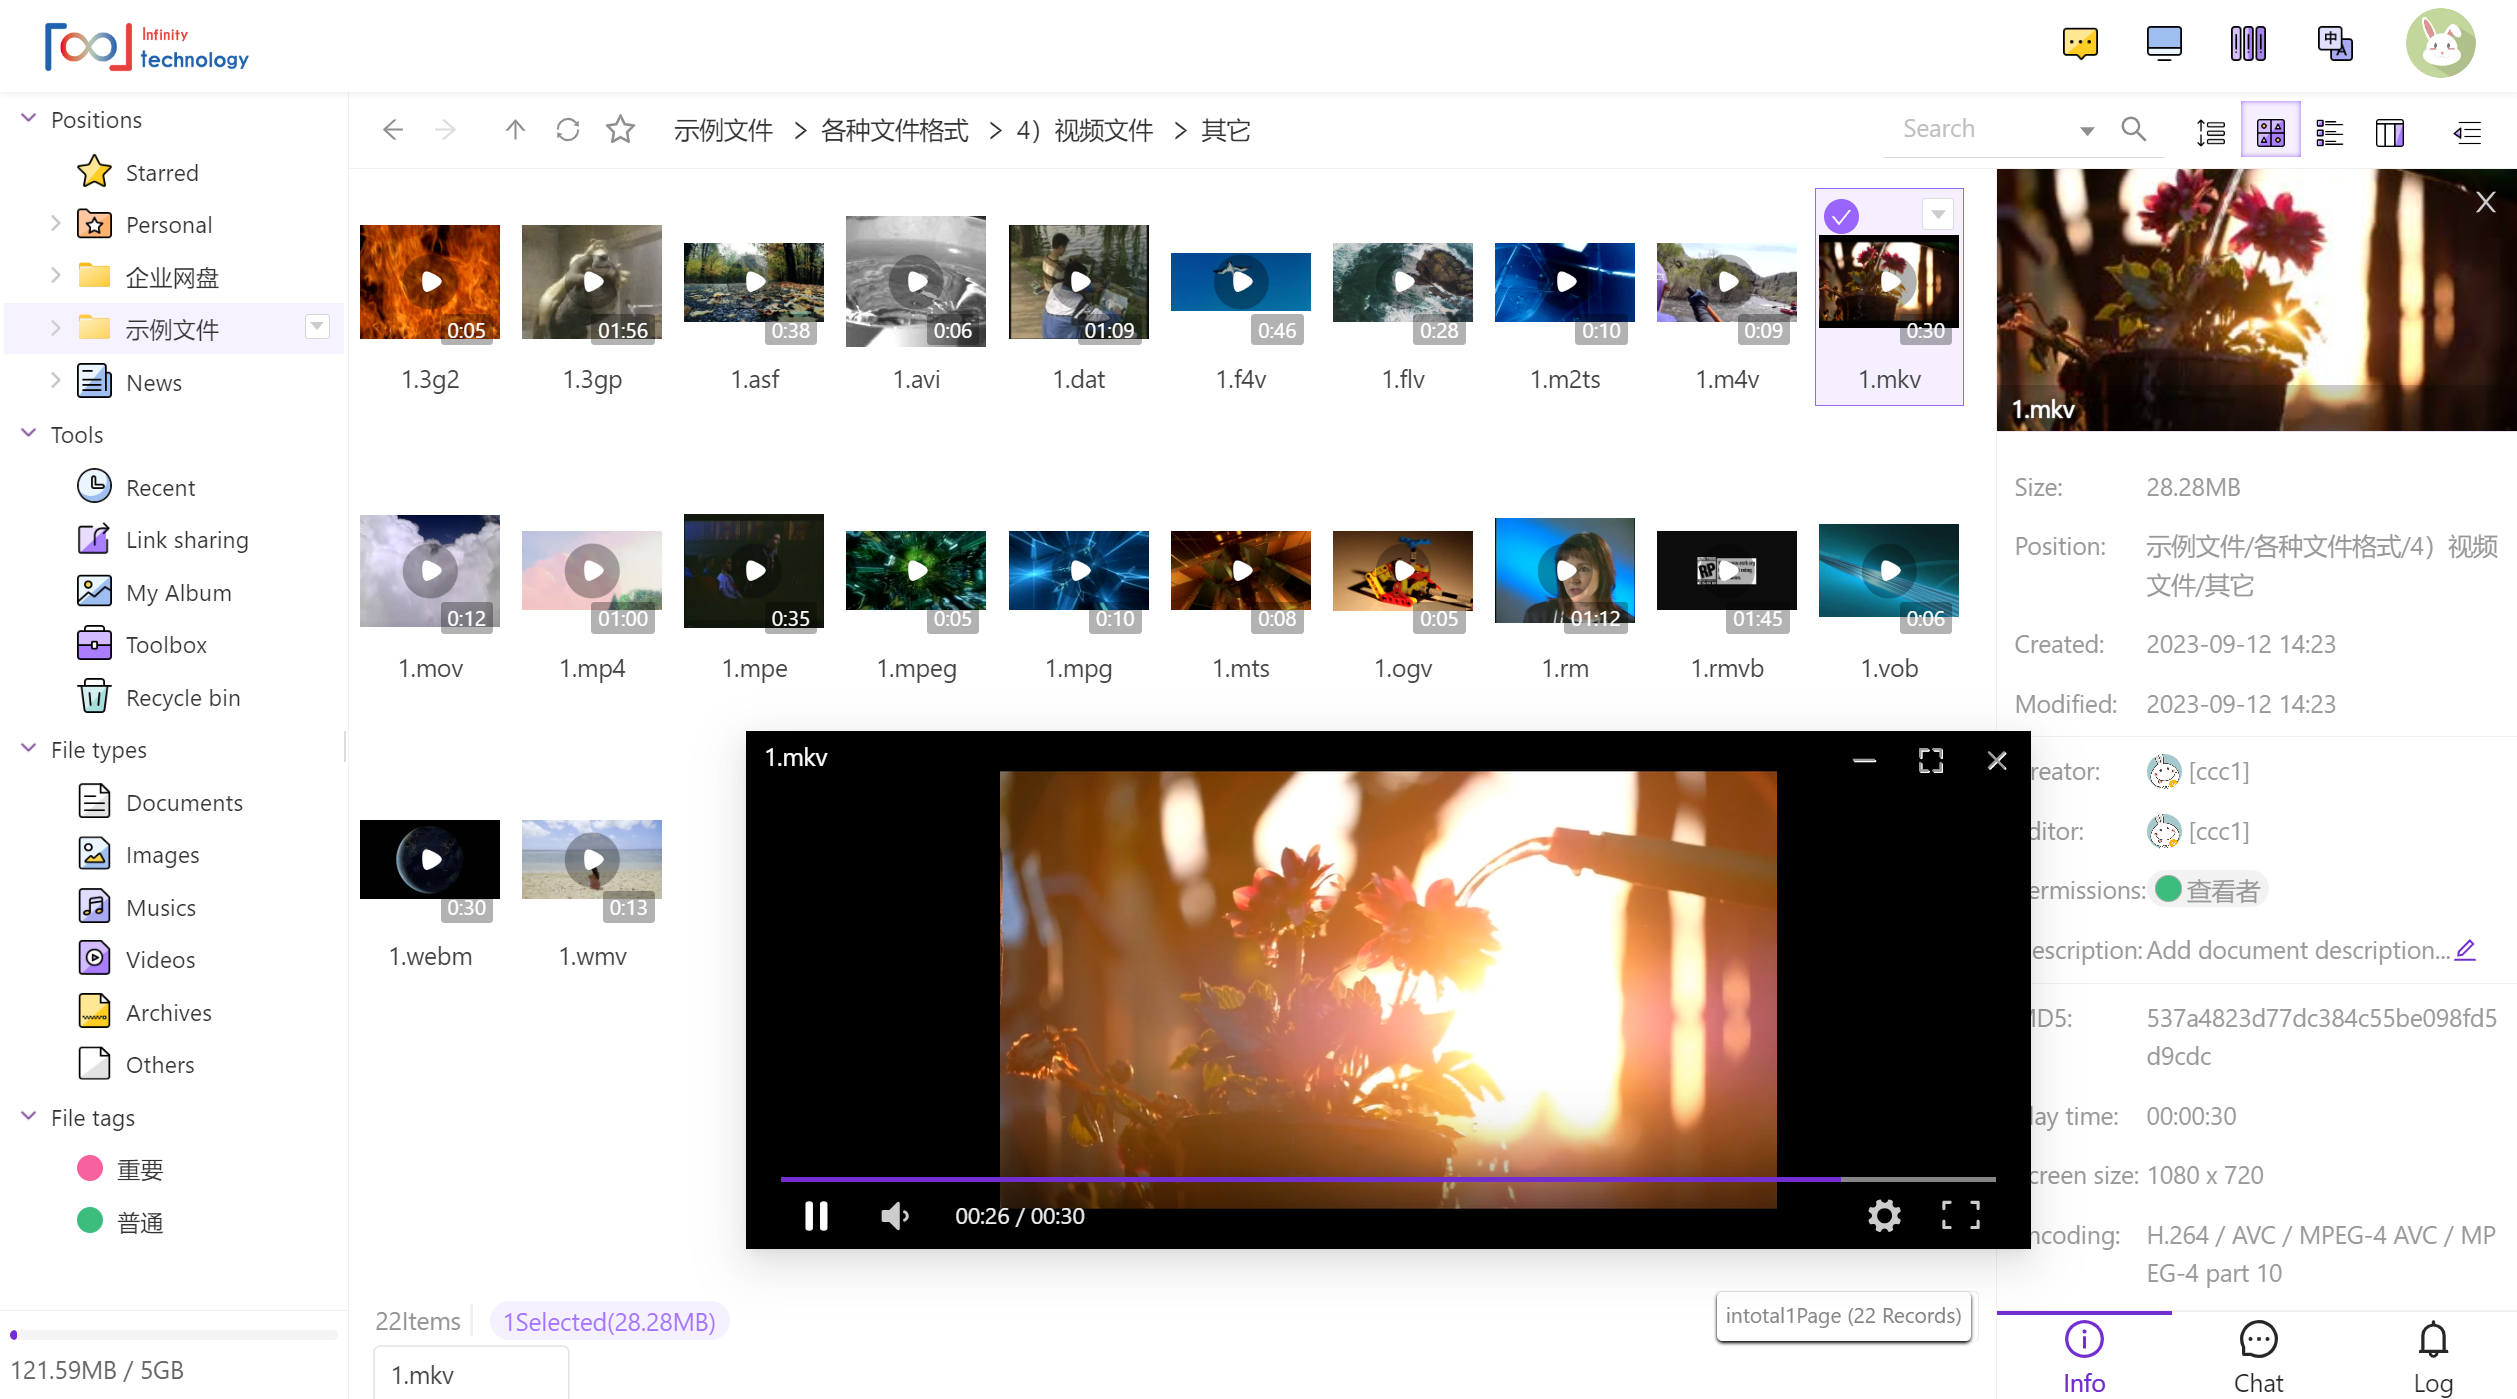 Infinity
technology
Positions
Starred
Personal
企业网盘
示例文件
News
Tools
Recent
Link sharing
My Album
Toolbox
Recycle bin
File types
Documents
Images
Musics
Videos
Archives
Others
File tags
重要
普通
121.59MB / 5GB
示例文件 > 各种文件格式 > 4）视频文件 > 其它
Search
中 A
0:05 01:56 0:38 0:06 01:09 0:46 0:28 0:10 0:09 0:30
1.3g2 1.3gp 1.asf 1.avi 1.dat 1.f4v 1.flv 1.m2ts 1.m4v 1.mkv
RP
0:12 01:00 0:35 0:05 0:10 0:08 0:05 01:12 01:45 0:06
1.mov 1.mp4 1.mpe 1.mpeg 1.mpg 1.mts 1.ogv 1.rm 1.rmvb 1.vob
0:30 0:13
1.webm 1.wmv
1.mkv
00:26 / 00:30
22Items
1Selected(28.28MB)
1.mkv
intotal1Page (22 Records)
1.mkv
Size: 28.28MB
Position: 示例文件/各种文件格式/4）视频
文件/其它
Created: 2023-09-12 14:23
Modified: 2023-09-12 14:23
reator: [ccc1]
ditor: [ccc1]
ermissions: 查看者
escription: Add document description...
MD5: 537a4823d77dc384c55be098fd5
d9cdc
lay time: 00:00:30
creen size: 1080 x 720
ncoding: H.264 / AVC / MPEG-4 AVC / MP
EG-4 part 10
Info
Chat
Log